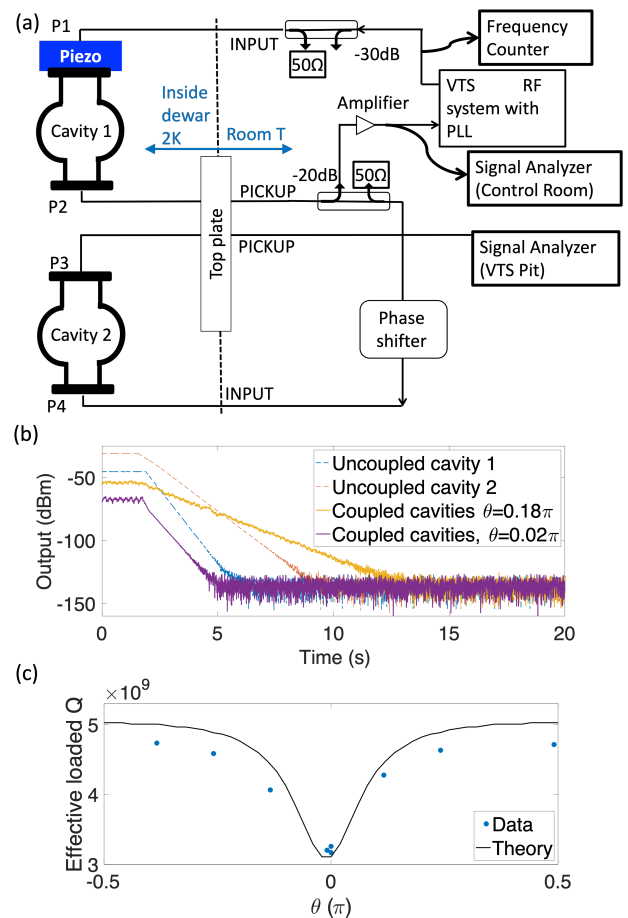 (a)
P1
INPUT
50Ω
-30dB
Frequency
Counter
Piezo
Cavity 1
Inside
dewar
2K
Room T
Amplifier
VTS RF
system with
PLL
-20dB
50Ω
Signal Analyzer
(Control Room)
P2
PICKUP
Top plate
P3
PICKUP
Signal Analyzer
(VTS Pit)
Cavity 2
Phase
shifter
P4
INPUT
(b)
Output (dBm)
-50
-100
-150
Uncoupled cavity 1
Uncoupled cavity 2
Coupled cavities θ=0.18π
Coupled cavities, θ=0.02π
0
5
10
15
20
Time (s)
(c)
×10⁹
Effective loaded Q
5
4
3
Data
Theory
-0.5
0
0.5
θ (π)